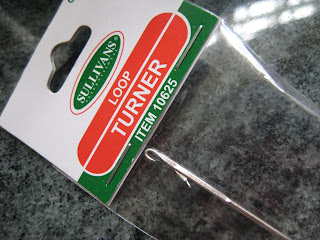 SULLIVANS
LOOP
TURNER
ITEM 10625